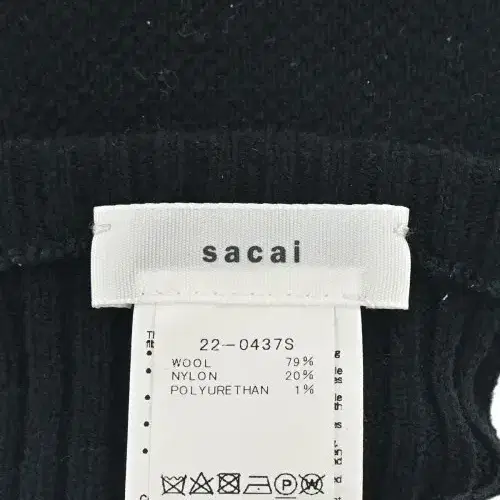 sacai
22-0437S
WOOL 79%
NYLON 20%
POLYURETHAN 1%